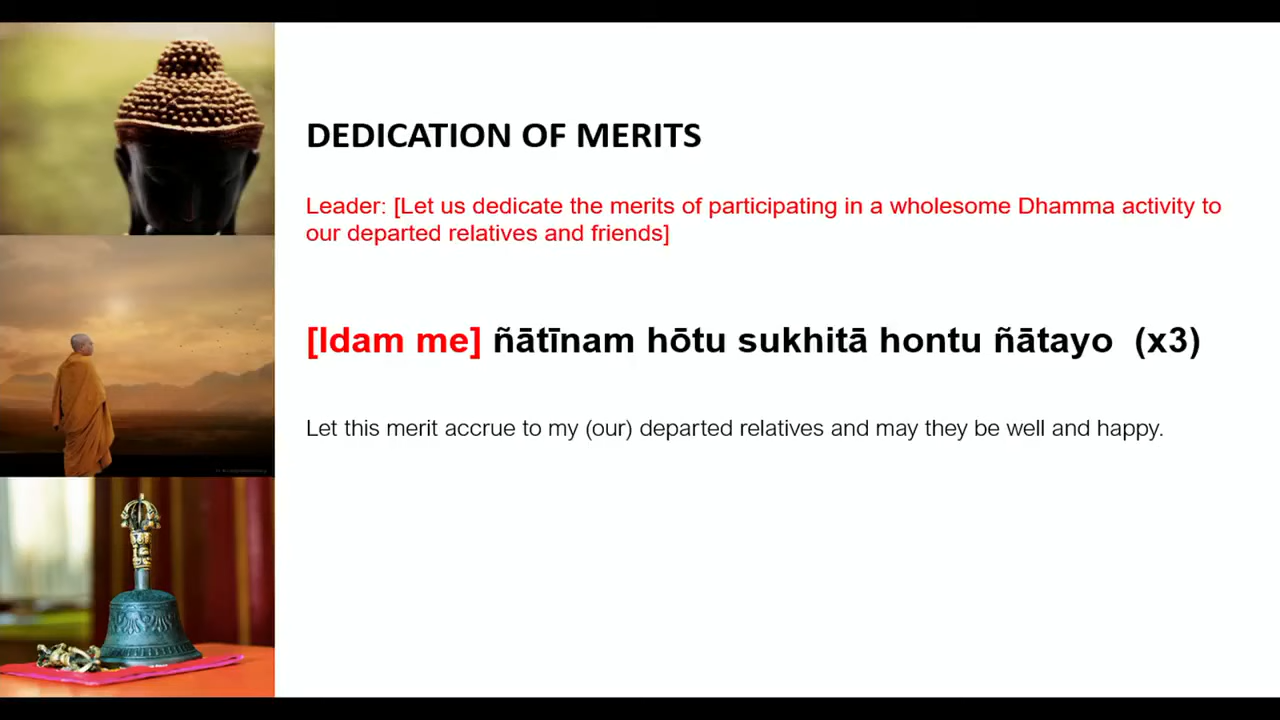 DEDICATION OF MERITS
Leader: [Let us dedicate the merits of participating in a wholesome Dhamma activity to
our departed relatives and friends]
[Idam me] ñātīnam hōtu sukhitā hontu ñātayo (x3)
Let this merit accrue to my (our) departed relatives and may they be well and happy.